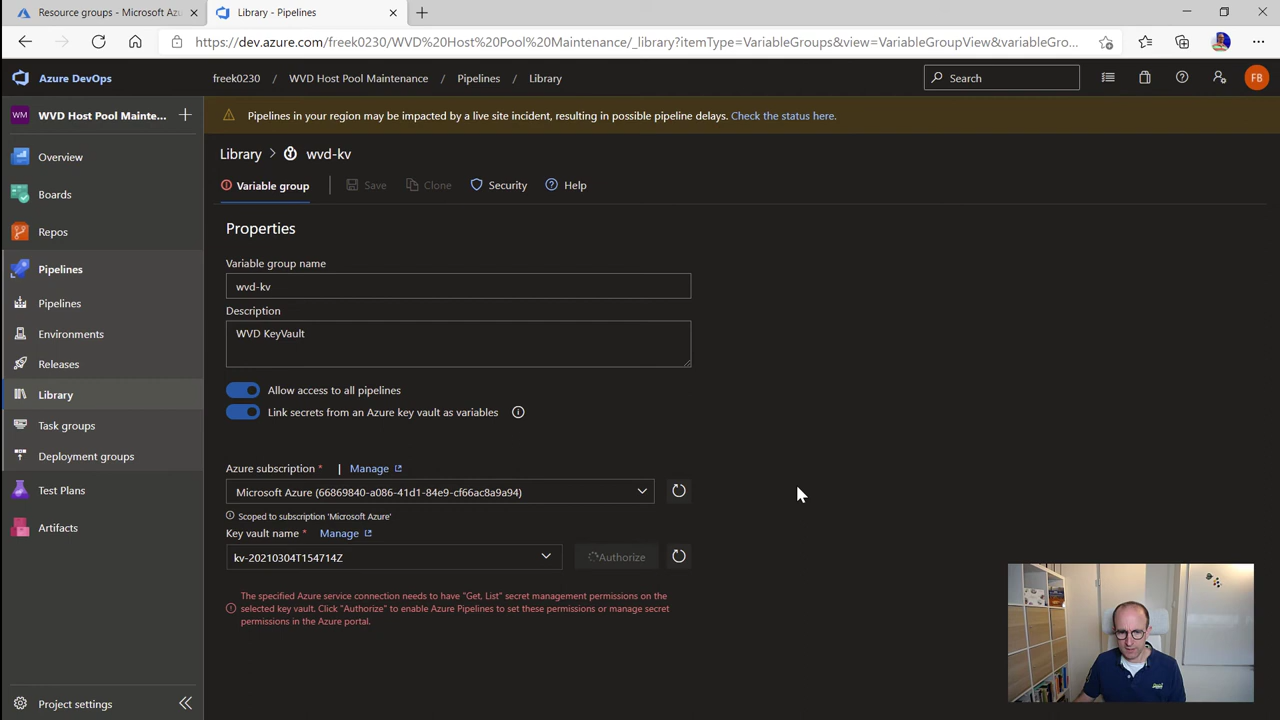 Resource groups - Microsoft Azu
Library - Pipelines
https://dev.azure.com/freek0230/WVD%20Host%20Pool%20Maintenance/_library?itemType=VariableGroups&view=VariableGroupView&variableG...
Azure DevOps
freek0230 / WVD Host Pool Maintenance / Pipelines / Library
Search
FB
WM
WVD Host Pool Mainte...
Pipelines in your region may be impacted by a live site incident, resulting in possible pipeline delays. Check the status here.
Overview
Boards
Repos
Pipelines
Pipelines
Environments
Releases
Library
Task groups
Deployment groups
Test Plans
Artifacts
Project settings
Library > wvd-kv
Variable group
Save
Clone
Security
Help
Properties
Variable group name
wvd-kv
Description
WVD KeyVault
Allow access to all pipelines
Link secrets from an Azure key vault as variables
Azure subscription * | Manage
Microsoft Azure (66869840-a086-41d1-84e9-cf66ac8a9a94)
Scoped to subscription 'Microsoft Azure'
Key vault name * Manage
kv-20210304T154714Z
Authorize
The specified Azure service connection needs to have "Get, List" secret management permissions on the
selected key vault. Click "Authorize" to enable Azure Pipelines to set these permissions or manage secret
permissions in the Azure portal.